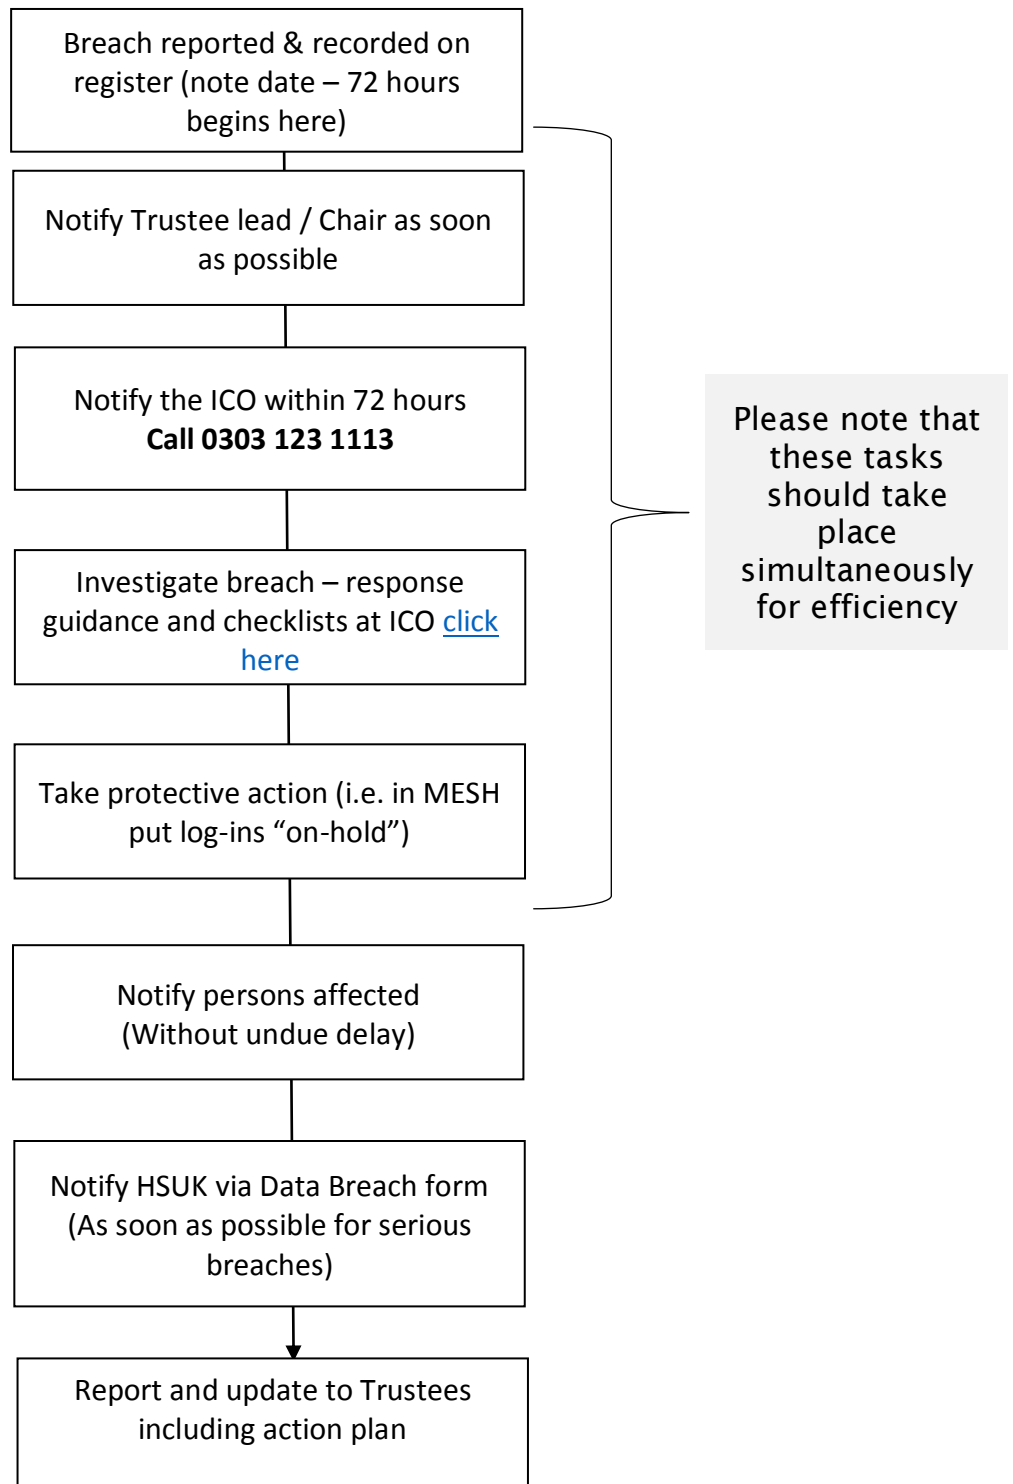 Breach reported & recorded on
register (note date – 72 hours
begins here)
Notify Trustee lead / Chair as soon
as possible
Notify the ICO within 72 hours
Call 0303 123 1113
Investigate breach – response
guidance and checklists at ICO click
here
Take protective action (i.e. in MESH
put log-ins “on-hold”)
Notify persons affected
(Without undue delay)
Notify HSUK via Data Breach form
(As soon as possible for serious
breaches)
Report and update to Trustees
including action plan
Please note that
these tasks
should take
place
simultaneously
for efficiency